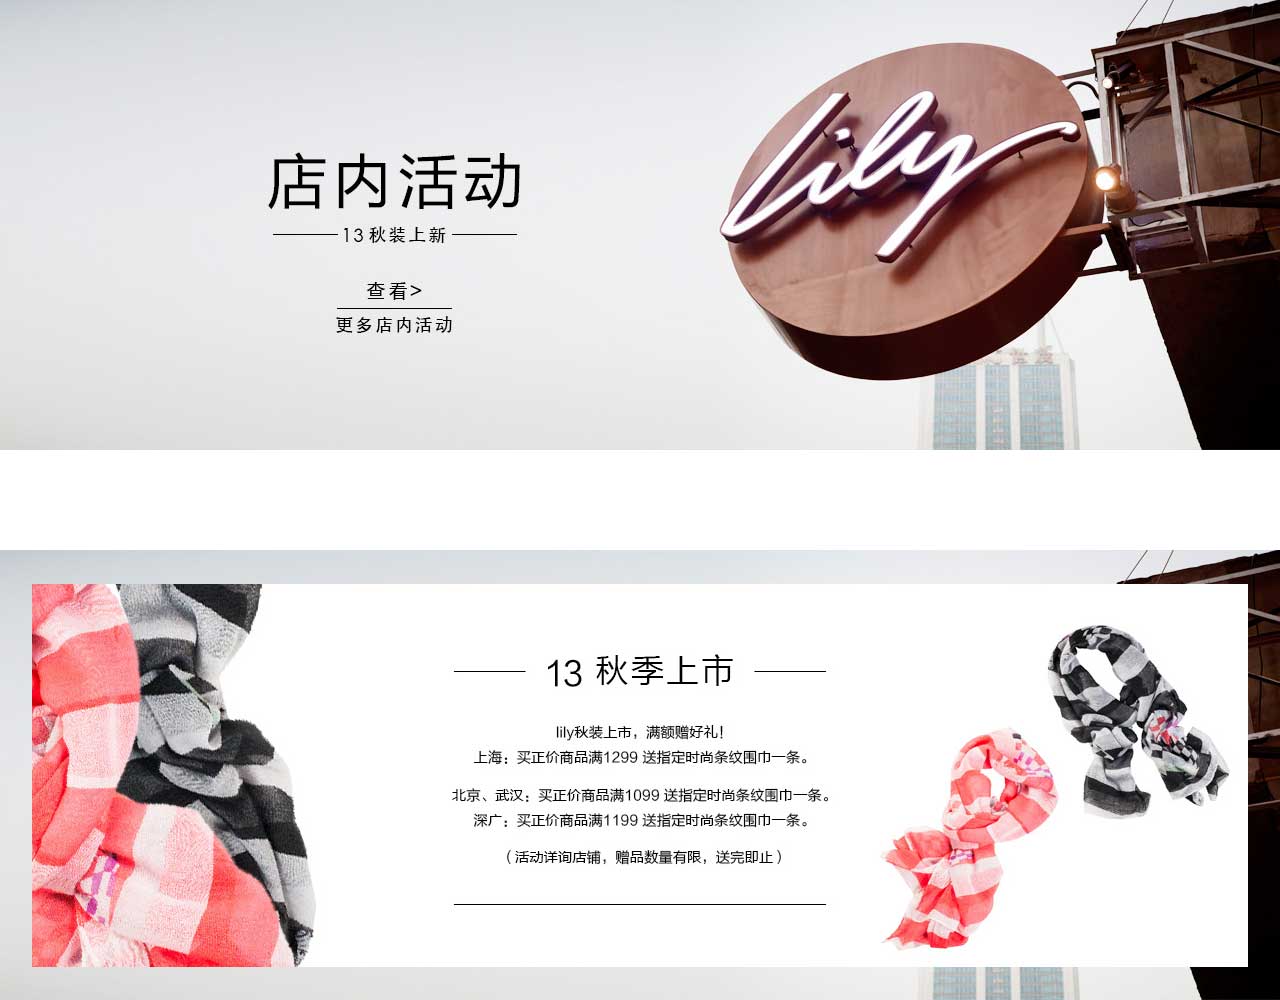 店内活动
13 秋装上新
查看>
更多店内活动
lily
13 秋季上市
lily秋装上市，满额赠好礼！
上海：买正价商品满1299 送指定时尚条纹围巾一条。
北京、武汉：买正价商品满1099 送指定时尚条纹围巾一条。
深广：买正价商品满1199 送指定时尚条纹围巾一条。
（活动详询店铺，赠品数量有限，送完即止）